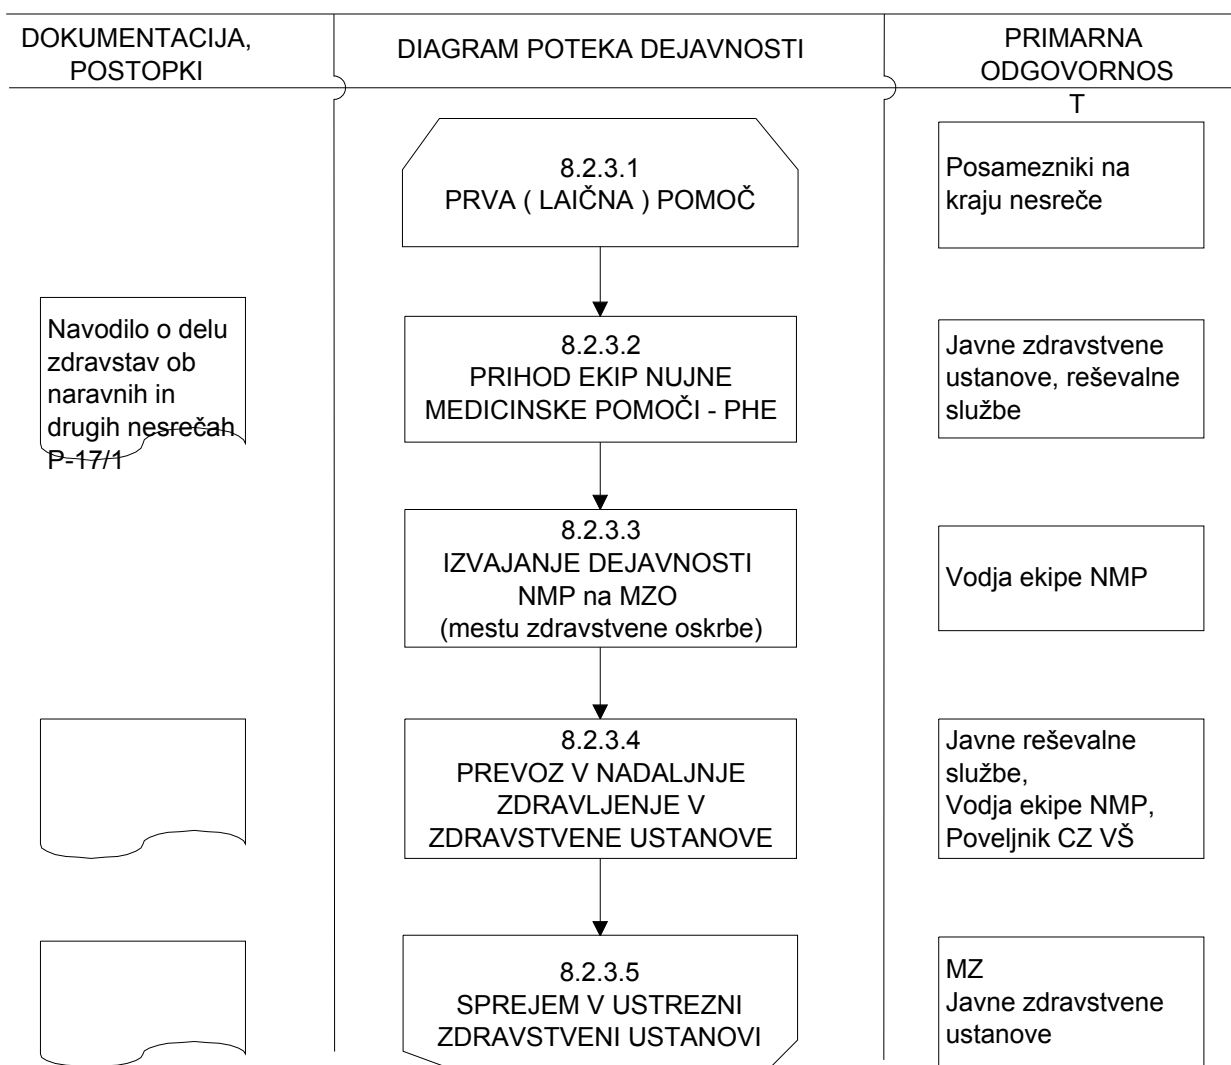 DOKUMENTACIJA,
POSTOPKI
DIAGRAM POTEKA DEJAVNOSTI
PRIMARNA
ODGOVORNOS
T
8.2.3.1
PRVA ( LAIČNA ) POMOČ
Posamezniki na
kraju nesreče
Navodilo o delu
zdravstav ob
naravnih in
drugih nesrečah
P-17/1
8.2.3.2
PRIHOD EKIP NUJNE
MEDICINSKE POMOČI - PHE
Javne zdravstvene
ustanove, reševalne
službe
8.2.3.3
IZVAJANJE DEJAVNOSTI
NMP na MZO
(mestu zdravstvene oskrbe)
Vodja ekipe NMP
8.2.3.4
PREVOZ V NADALJNJE
ZDRAVLJENJE V
ZDRAVSTVENE USTANOVE
Javne reševalne
službe,
Vodja ekipe NMP,
Poveljnik CZ VŠ
8.2.3.5
SPREJEM V USTREZNI
ZDRAVSTVENI USTANOVI
MZ
Javne zdravstvene
ustanove